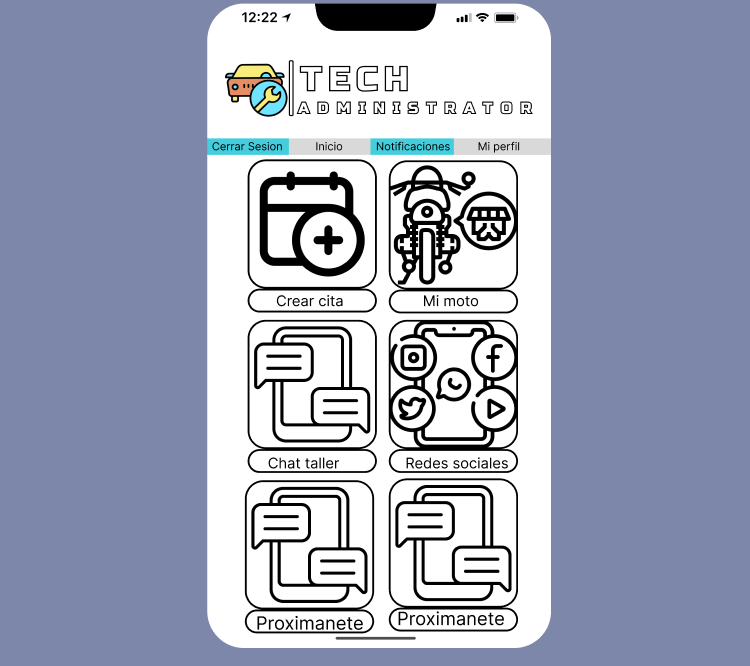 12:22
TECH
ADMINISTRATOR
Cerrar Sesion Inicio Notificaciones Mi perfil
Crear cita Mi moto
Chat taller Redes sociales
Proximanete Proximanete